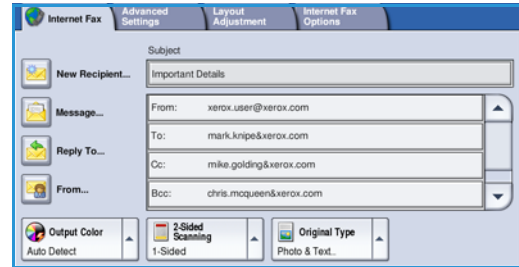 Internet Fax
Advanced Settings
Layout Adjustment
Internet Fax Options
Subject
New Recipient...
Important Details
Message...
From: xerox.user@xerox.com
To: mark.knipe&xerox.com
Reply To...
Cc: mike.golding&xerox.com
From...
Bcc: chris.mcqueen&xerox.com
Output Color
Auto Detect
2-Sided Scanning
1-Sided
Original Type
Photo & Text..